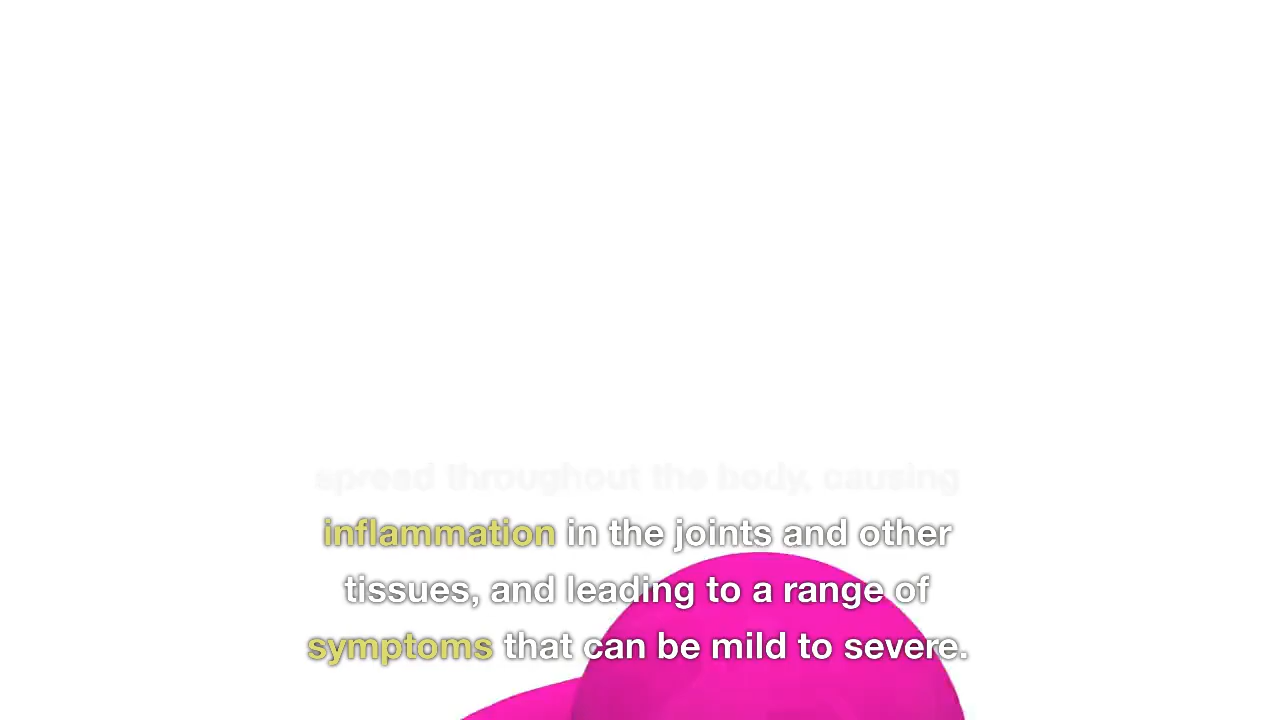 spread throughout the body, causing
inflammation in the joints and other
tissues, and leading to a range of
symptoms that can be mild to severe.